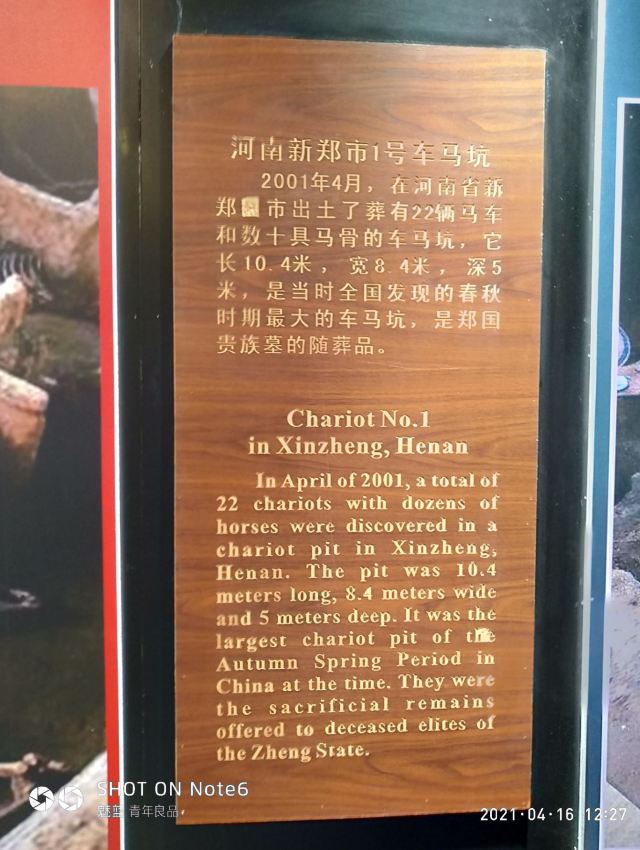 河南新郑市1号车马坑
2001年4月，在河南省新
郑市出土了葬有22辆马车
和数十具马骨的车马坑，它
长10.4米，宽8.4米，深5
米，是当时全国发现的春秋
时期最大的车马坑，是郑国
贵族墓的随葬品。
Chariot No.1
in Xinzheng, Henan
In April of 2001, a total of
22 chariots with dozens of
horses were discovered in a
chariot pit in Xinzheng,
Henan. The pit was 10.4
meters long, 8.4 meters wide
and 5 meters deep. It was the
largest chariot pit of the
Autumn Spring Period in
China at the time. They were
the sacrificial remains
offered to deceased elites of
the Zheng State.
SHOT ON Note6
魅蓝 青年良品
2021·04·16 12:27